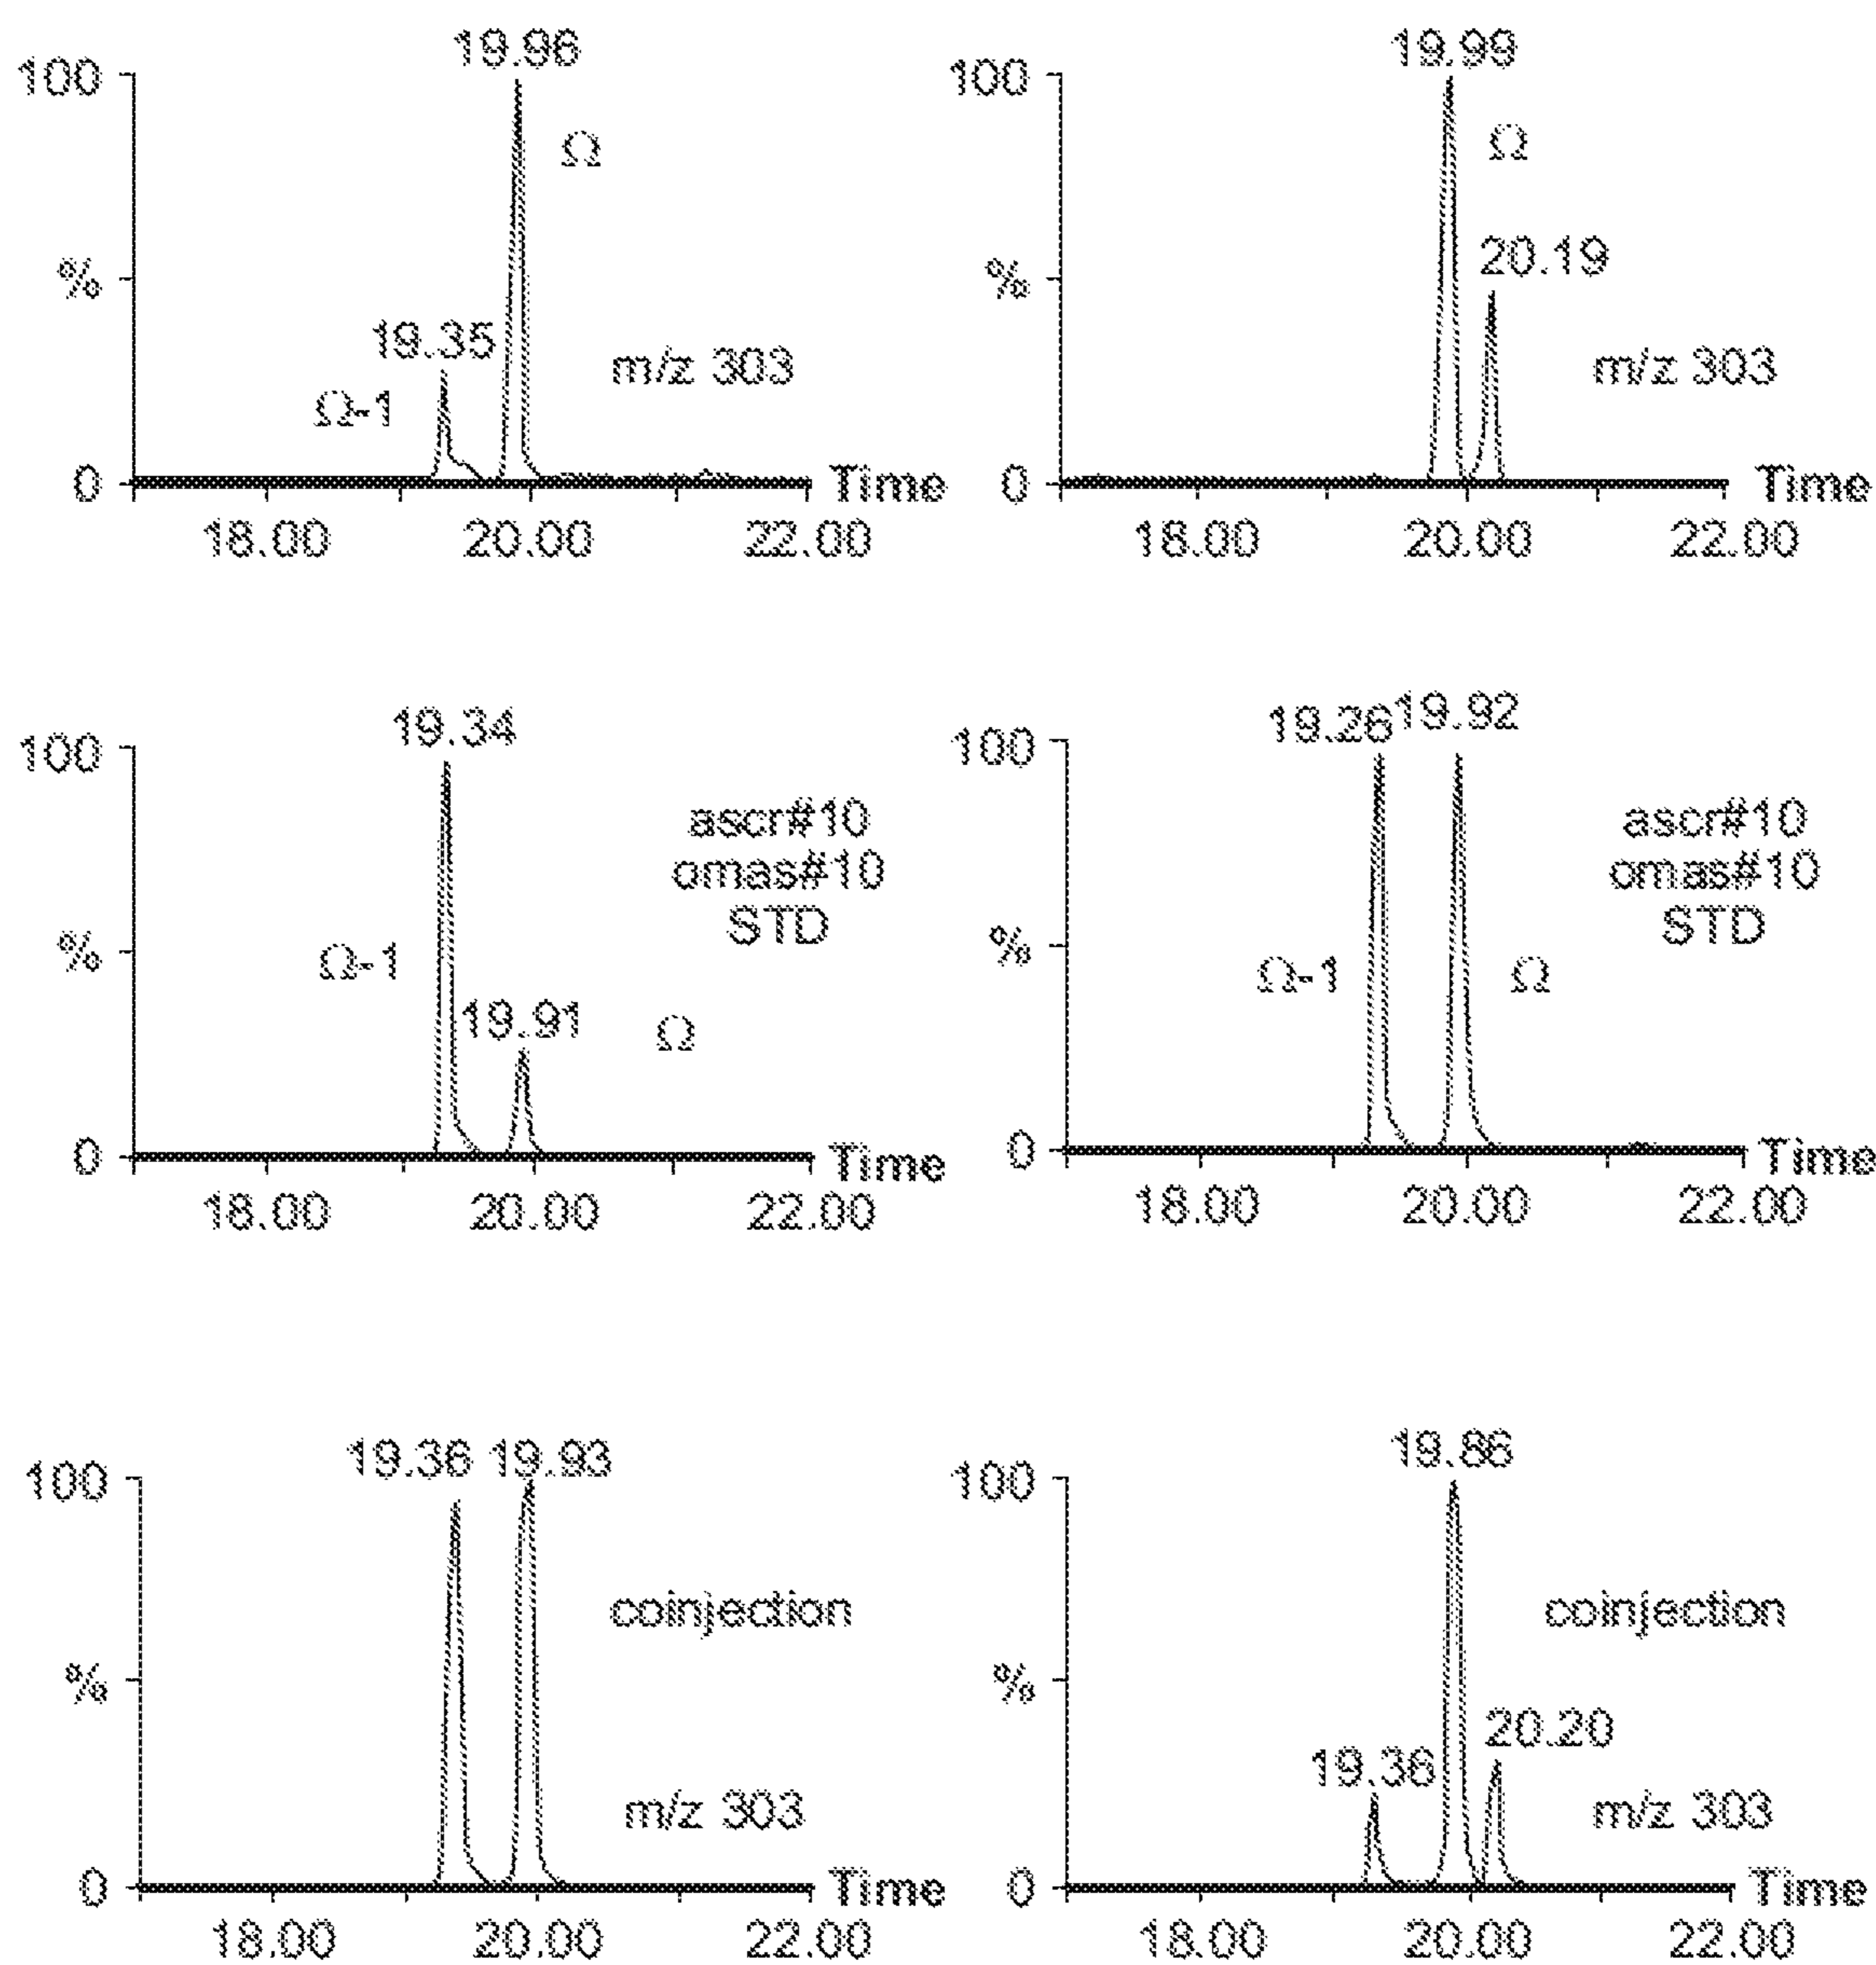 19.96
100
Ω
%
19.35
Ω-1
m/z 303
0
Time
18.00
20.00
22.00
19.99
100
Ω
20.19
%
m/z 303
0
Time
18.00
20.00
22.00
19.34
100
ascr#10
omas#10
STD
%
Ω-1
19.91
Ω
0
Time
18.00
20.00
22.00
19.26
19.92
100
ascr#10
omas#10
STD
%
Ω-1
Ω
0
Time
18.00
20.00
22.00
19.36
19.93
100
coinjection
%
m/z 303
0
Time
18.00
20.00
22.00
19.86
100
coinjection
%
20.20
19.36
m/z 303
0
Time
18.00
20.00
22.00